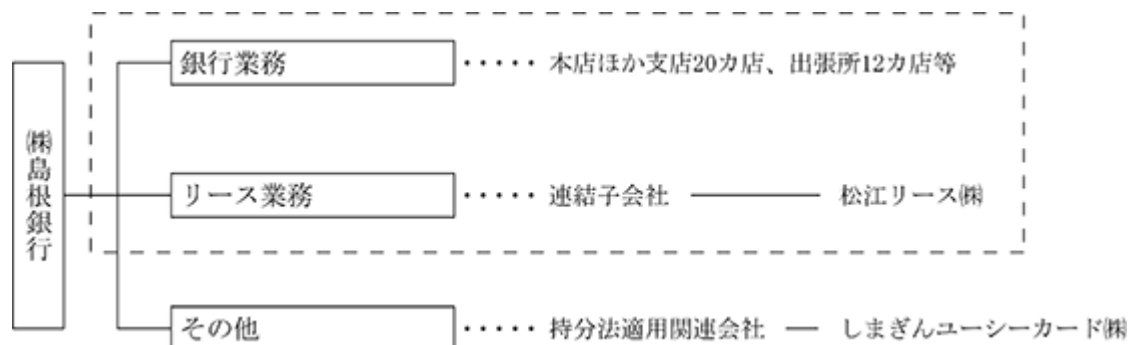 ㈱島根銀行
銀行業務 ····· 本店ほか支店20カ店、出張所12カ店等
リース業務 ····· 連結子会社 松江リース㈱
その他 ····· 持分法適用関連会社 しまぎんユーシーカード㈱